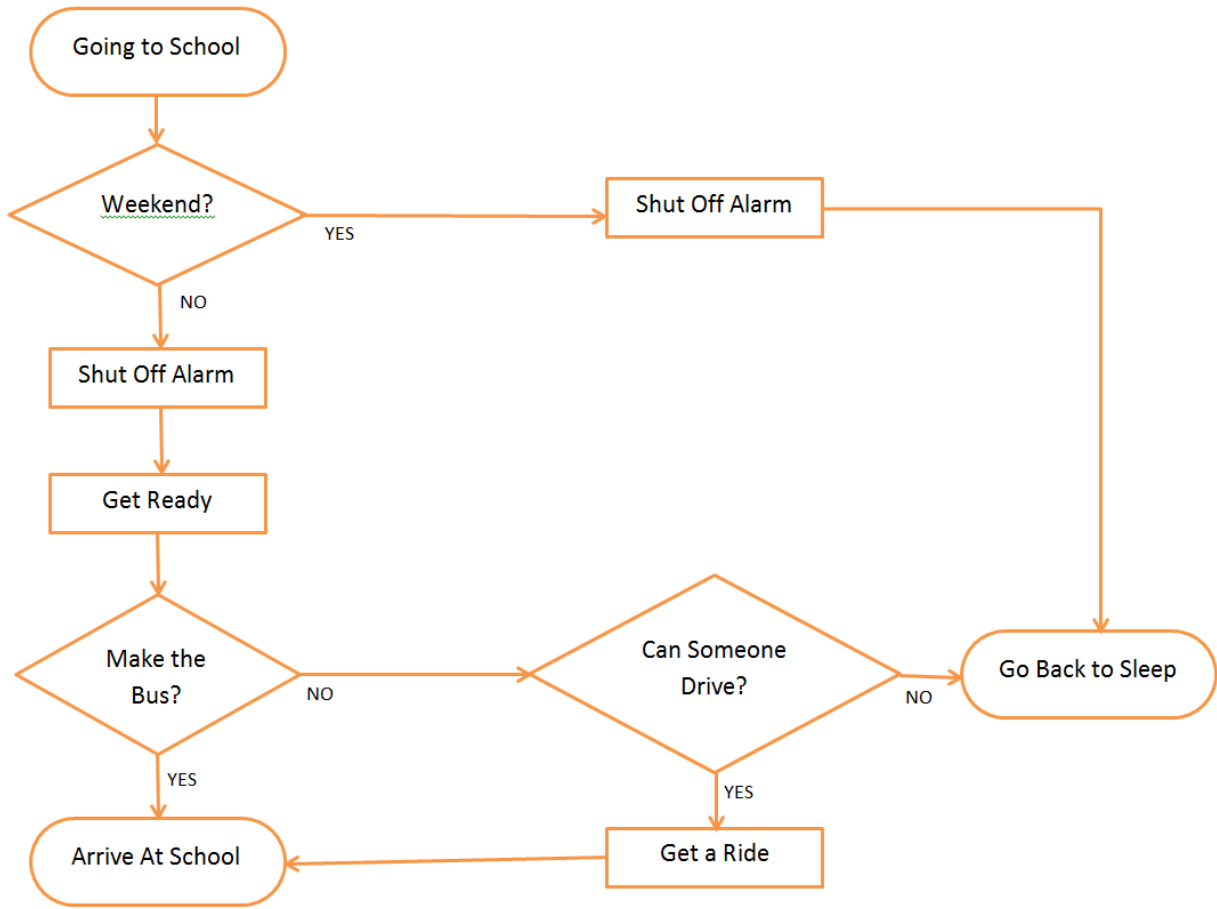 Going to School
Weekend?
YES
Shut Off Alarm
NO
Shut Off Alarm
Get Ready
Make the
Bus?
NO
Can Someone
Drive?
NO
Go Back to Sleep
YES
YES
Arrive At School
Get a Ride